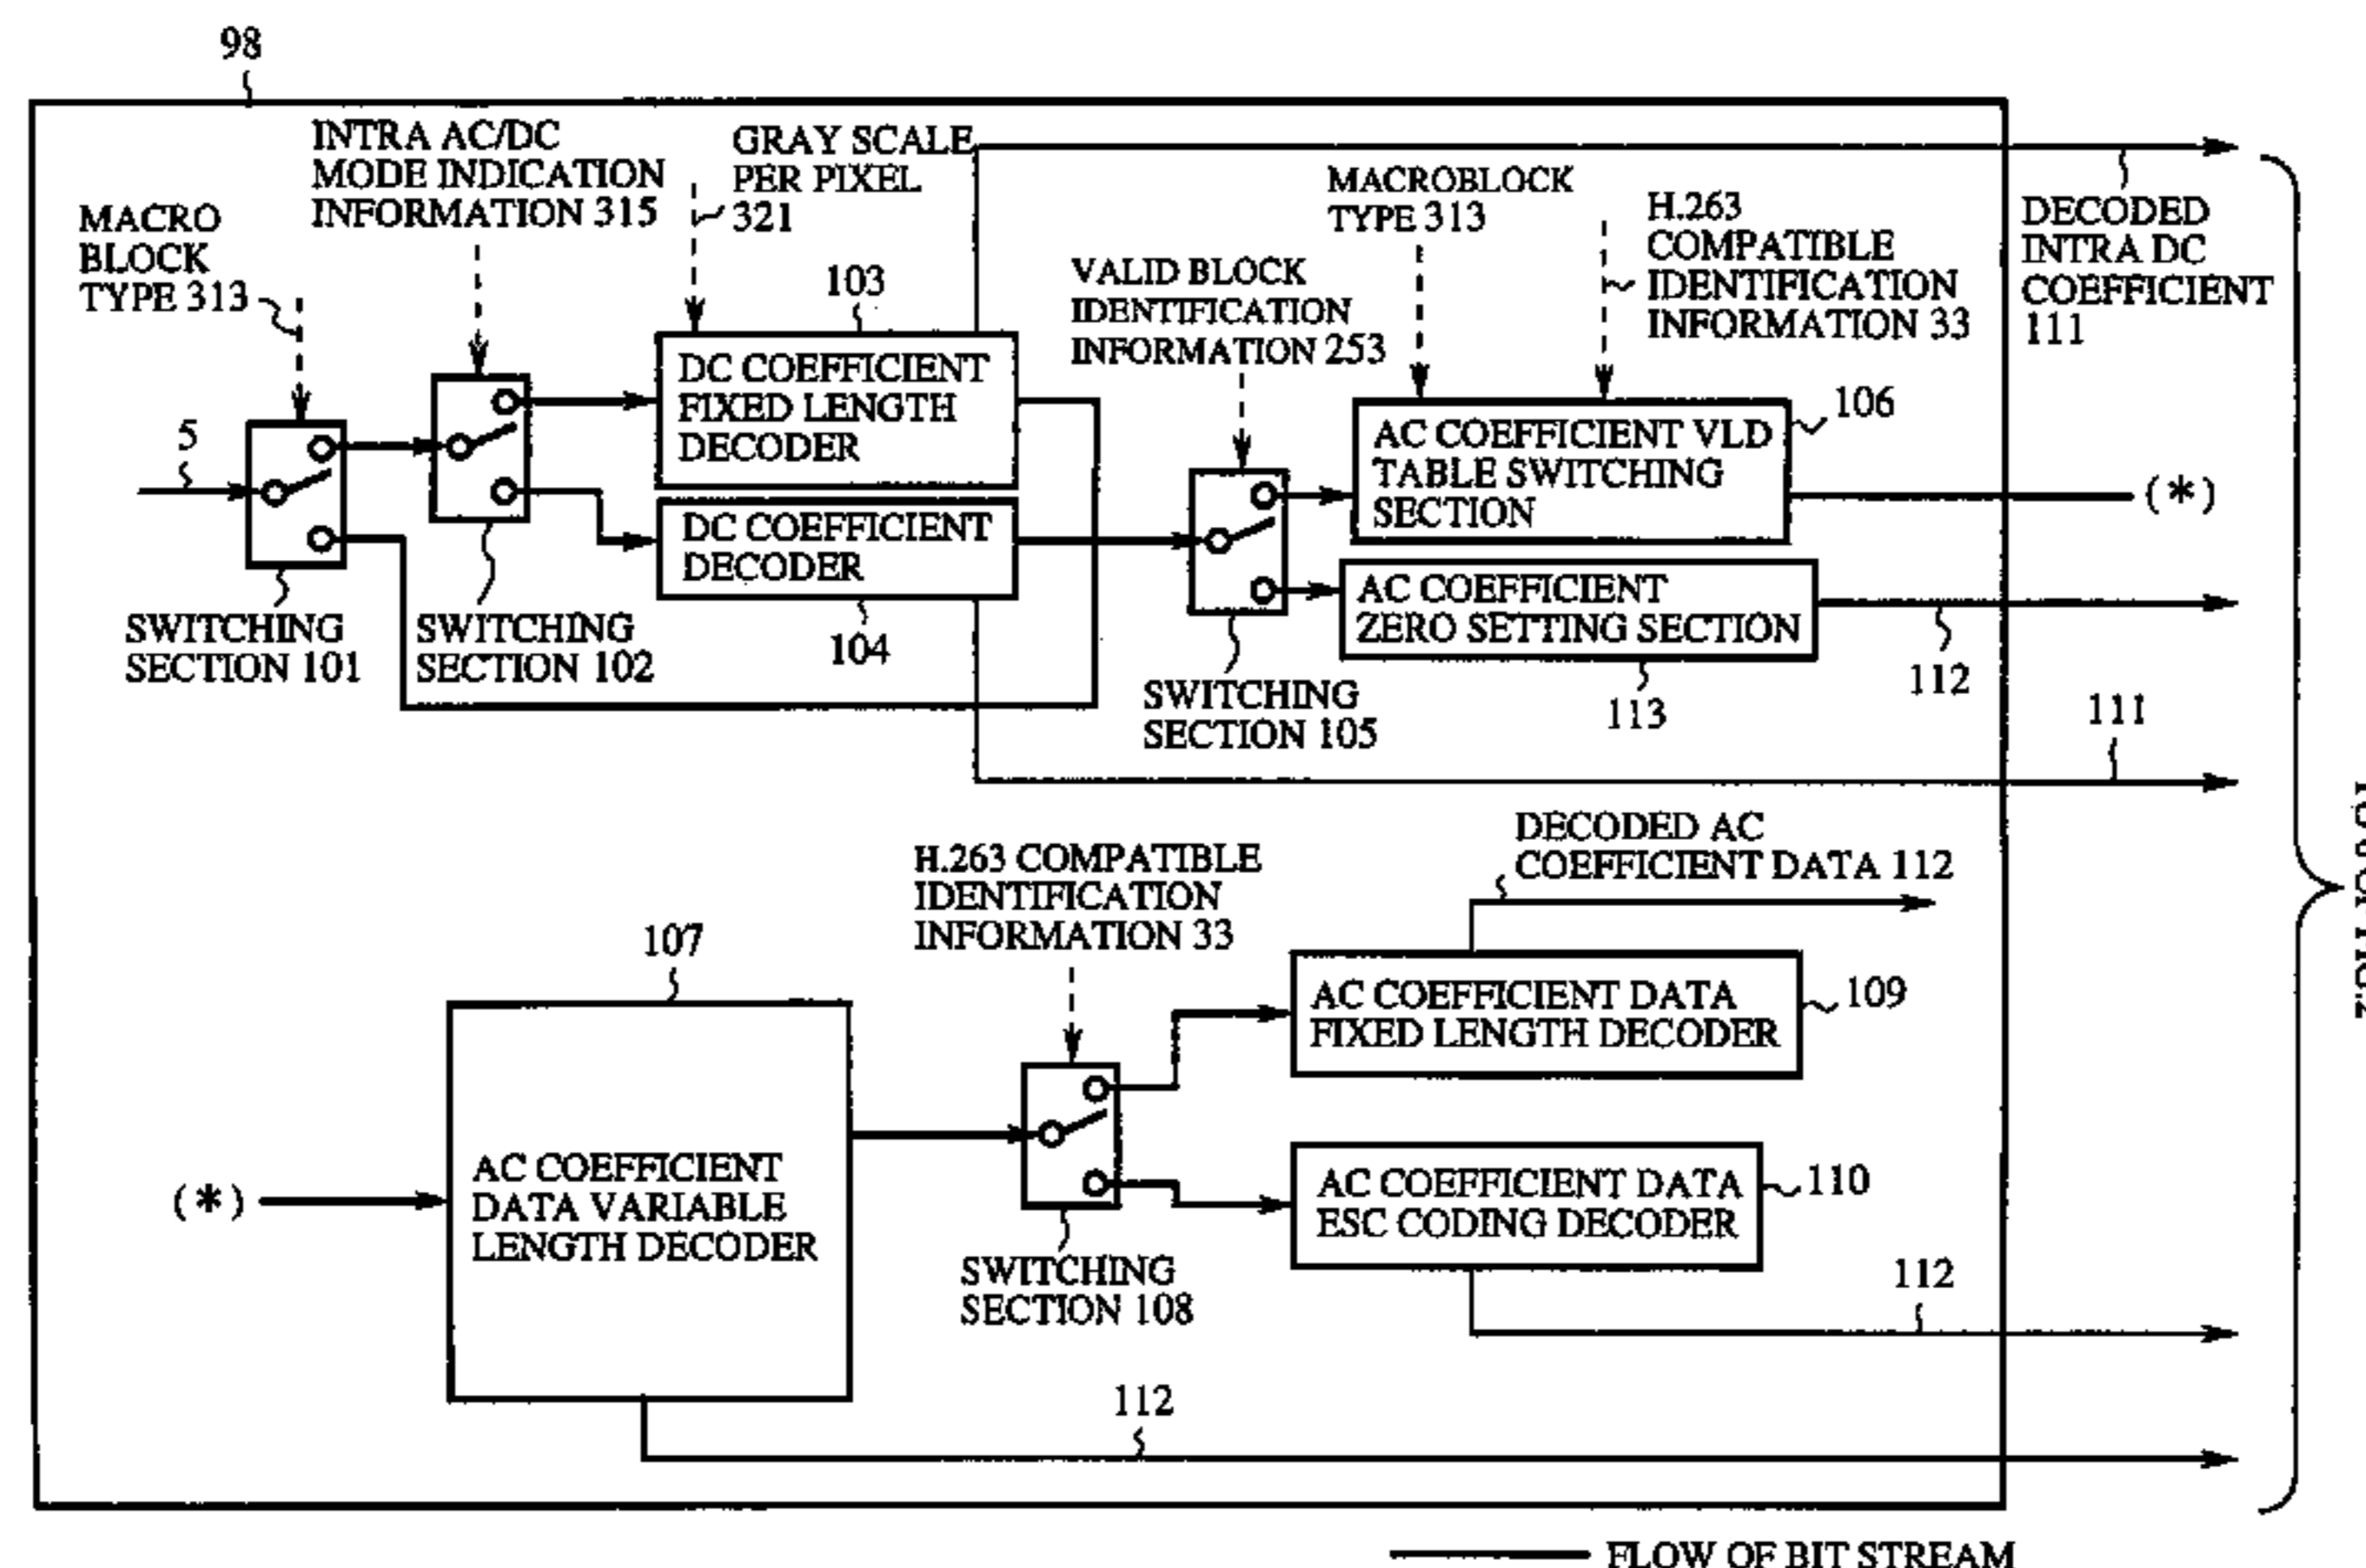 98
INTRA AC/DC
MODE INDICATION
INFORMATION 315
GRAY SCALE
PER PIXEL
321
MACRO
BLOCK
TYPE 313
MACROBLOCK
TYPE 313
H.263
COMPATIBLE
IDENTIFICATION
INFORMATION 33
DECODED
INTRA DC
COEFFICIENT
111
VALID BLOCK
IDENTIFICATION
INFORMATION 253
103
5
DC COEFFICIENT
FIXED LENGTH
DECODER
DC COEFFICIENT
DECODER
104
AC COEFFICIENT VLD
TABLE SWITCHING
SECTION
106
(*)
AC COEFFICIENT
ZERO SETTING SECTION
112
113
SWITCHING
SECTION 101
SWITCHING
SECTION 102
SWITCHING
SECTION 105
111
DECODED AC
COEFFICIENT DATA 112
H.263 COMPATIBLE
IDENTIFICATION
INFORMATION 33
107
AC COEFFICIENT DATA
FIXED LENGTH DECODER
109
(*)
AC COEFFICIENT
DATA VARIABLE
LENGTH DECODER
AC COEFFICIENT DATA
ESC CODING DECODER
110
SWITCHING
SECTION 108
112
112
FLOW OF BIT STREAM